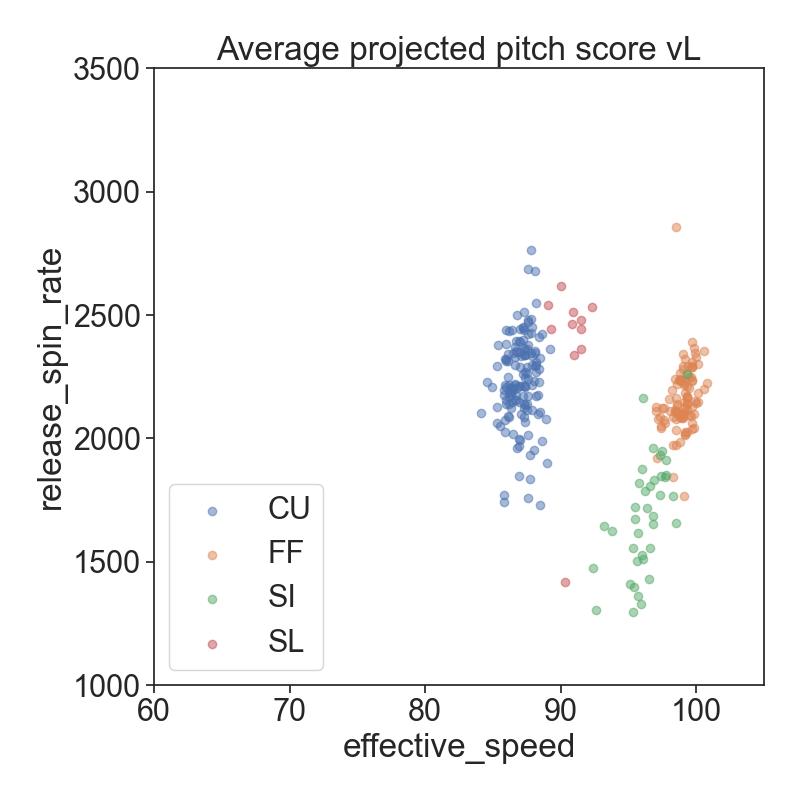 Average projected pitch score vL
3500
3000
2500
2000
1500
1000
release_spin_rate
CU
FF
SI
SL
60
70
80
90
100
effective_speed